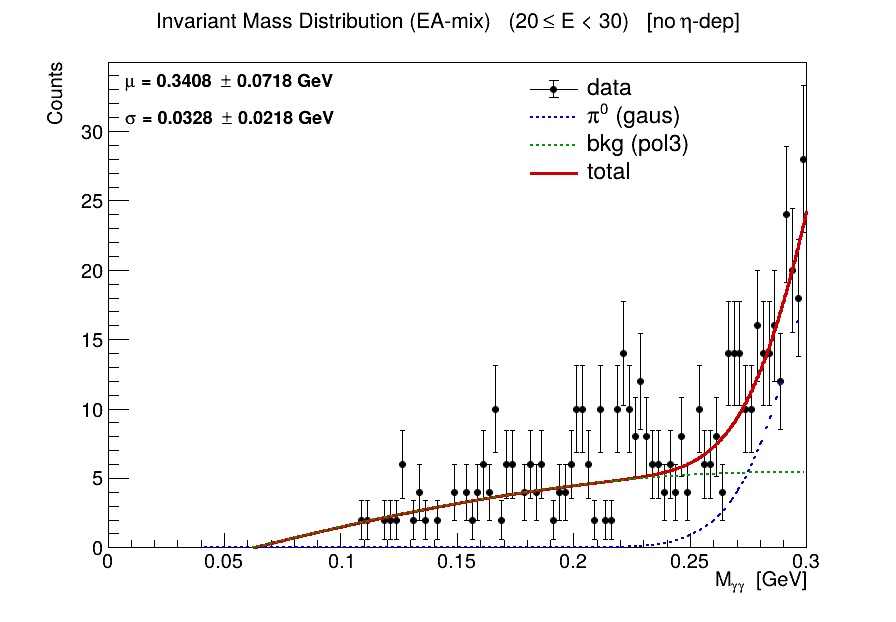 Invariant Mass Distribution (EA-mix) (20 ≤ E < 30) [no η-dep]
Counts
μ = 0.3408 ± 0.0718 GeV
σ = 0.0328 ± 0.0218 GeV
data
π⁰ (gaus)
bkg (pol3)
total
30
25
20
15
10
5
0
0 0.05 0.1 0.15 0.2 0.25 0.3
Mγγ [GeV]